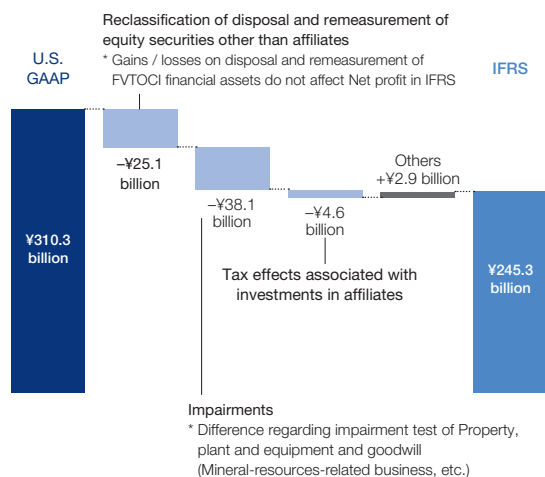 Reclassification of disposal and remeasurement of
equity securities other than affiliates
* Gains / losses on disposal and remeasurement of
FVTOCI financial assets do not affect Net profit in IFRS
U.S.
GAAP
IFRS
–¥25.1
billion
–¥38.1
billion
–¥4.6
billion
Others
+¥2.9 billion
¥310.3
billion
¥245.3
billion
Tax effects associated with
investments in affiliates
Impairments
* Difference regarding impairment test of Property,
plant and equipment and goodwill
(Mineral-resources-related business, etc.)